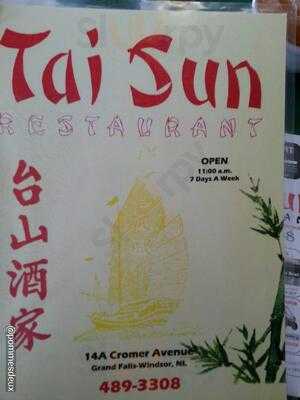 Tai Sun
RESTAURANT
OPEN
11:00 a.m.
7 Days A Week
台山酒家
14A Cromer Avenue
Grand Falls-Windsor, NL
489-3308
@pommesdeux